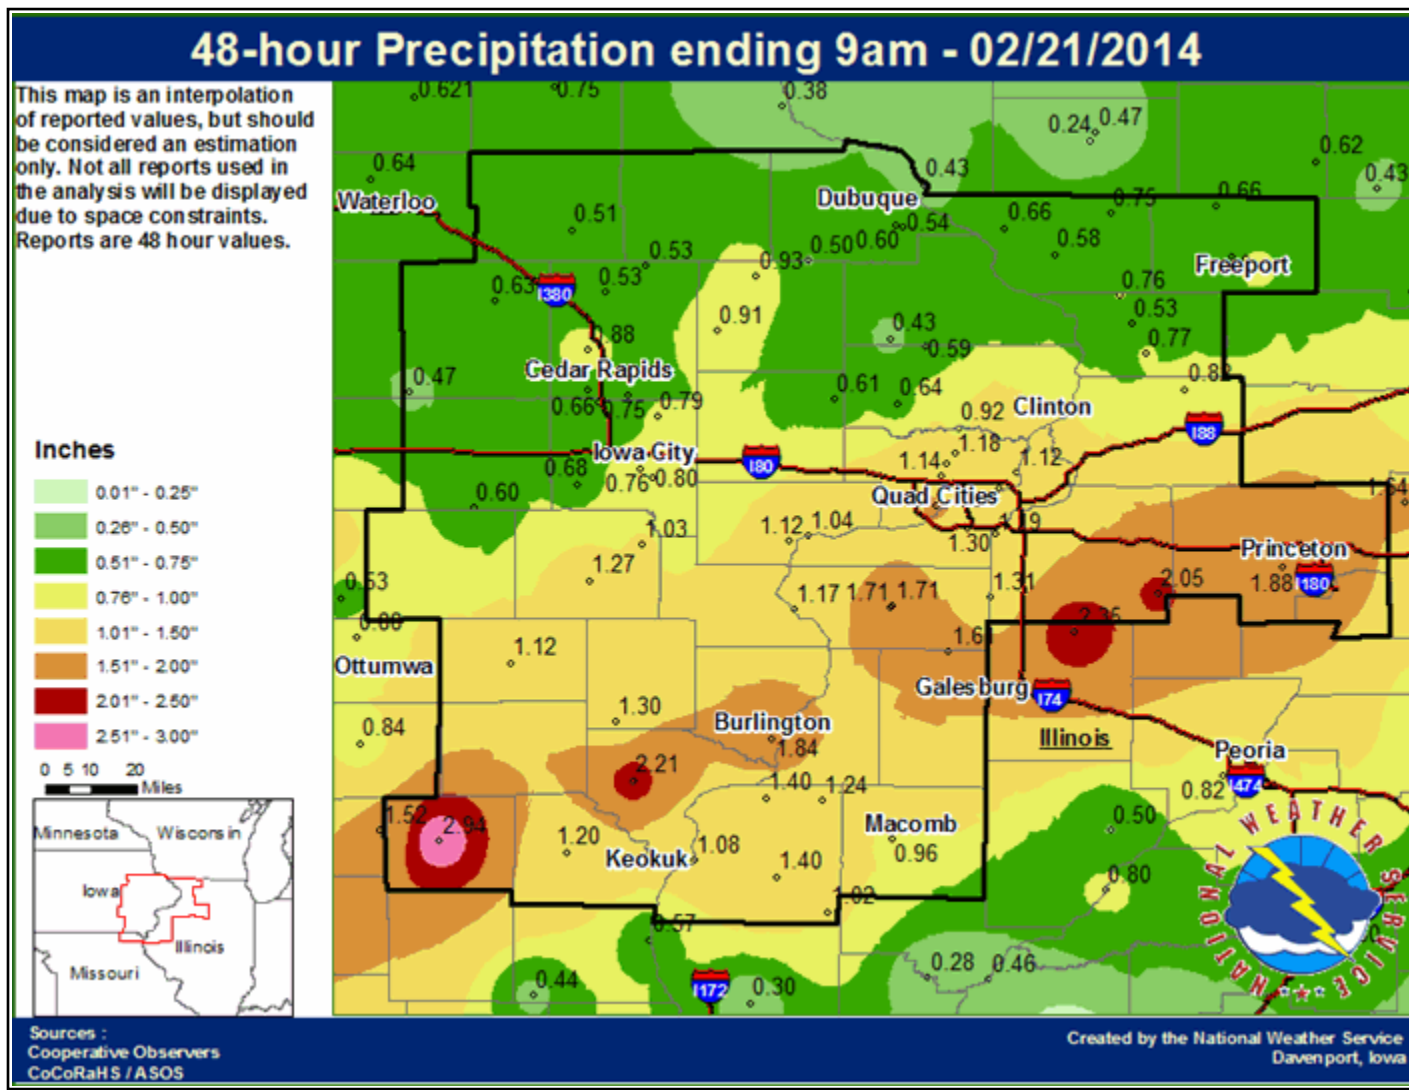 48-hour Precipitation ending 9am - 02/21/2014
This map is an interpolation
of reported values, but should
be considered an estimation
only. Not all reports used in
the analysis will be displayed
due to space constraints.
Reports are 48 hour values.
0.621 0.75 0.38
0.24 0.47
0.62
0.64 0.43 0.43
Waterloo Dubuque 0.75 0.66
0.51 0.60 0.54 0.66
0.53 0.93 0.50 0.58
Freeport
0.63 I380 0.53 0.76
0.91 0.43 0.53
0.88 0.59 0.77
0.47 Cedar Rapids 0.61 0.64
0.66 0.75 0.79 0.92 Clinton
I88
Inches
Iowa City I80 1.14 1.18 1.12
0.68 0.76 0.80
0.01" - 0.25"
0.60 Quad Cities
0.26" - 0.50"
1.03 1.12 1.04 1.30
Princeton
0.51" - 0.75"
1.27 2.05 1.88 I180
0.53 1.17 1.71 1.71 1.31
0.76" - 1.00"
2.35
1.01" - 1.50"
1.12
Ottumwa
1.51" - 2.00"
Galesburg I74
2.01" - 2.50"
1.30 Burlington Illinois
0.84 1.84 Peoria
2.51" - 3.00"
2.21
0 5 10 20
Miles
1.40 1.24 0.82 I474
1.52 2.94 Macomb 0.50
1.20 Keokuk 1.08 0.96
1.40 0.80
1.02
0.57
0.28 0.46
0.44 I172 0.30
NATIONAL WEATHER SERVICE
Minnesota Wisconsin
Iowa
Illinois
Missouri
Sources :
Cooperative Observers
CoCoRaHS / ASOS
Created by the National Weather Service
Davenport, Iowa